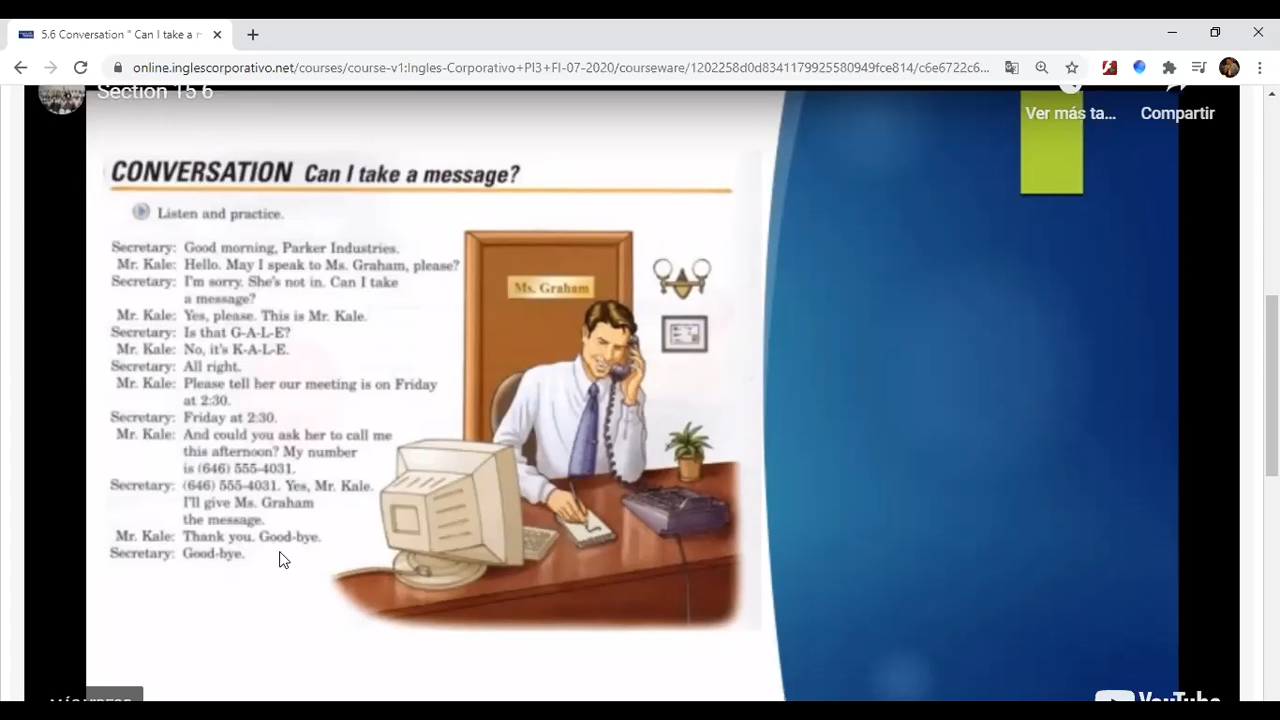 5.6 Conversation " Can I take a m
online.inglescorporativo.net/courses/course-v1:Ingles-Corporativo+PI3+FI-07-2020/courseware/1202258d0d8341179925580949fce814/c6e6722c6...
Section 15 6
Ver más ta...
Compartir
CONVERSATION Can I take a message?
Listen and practice.
Secretary: Good morning, Parker Industries.
Mr. Kale: Hello. May I speak to Ms. Graham, please?
Secretary: I'm sorry. She's not in. Can I take
a message?
Mr. Kale: Yes, please. This is Mr. Kale.
Secretary: Is that G-A-L-E?
Mr. Kale: No, it's K-A-L-E.
Secretary: All right.
Mr. Kale: Please tell her our meeting is on Friday
at 2:30.
Secretary: Friday at 2:30.
Mr. Kale: And could you ask her to call me
this afternoon? My number
is (646) 555-4031.
Secretary: (646) 555-4031. Yes, Mr. Kale.
I'll give Ms. Graham
the message.
Mr. Kale: Thank you. Good-bye.
Secretary: Good-bye.
Ms. Graham
YouTube